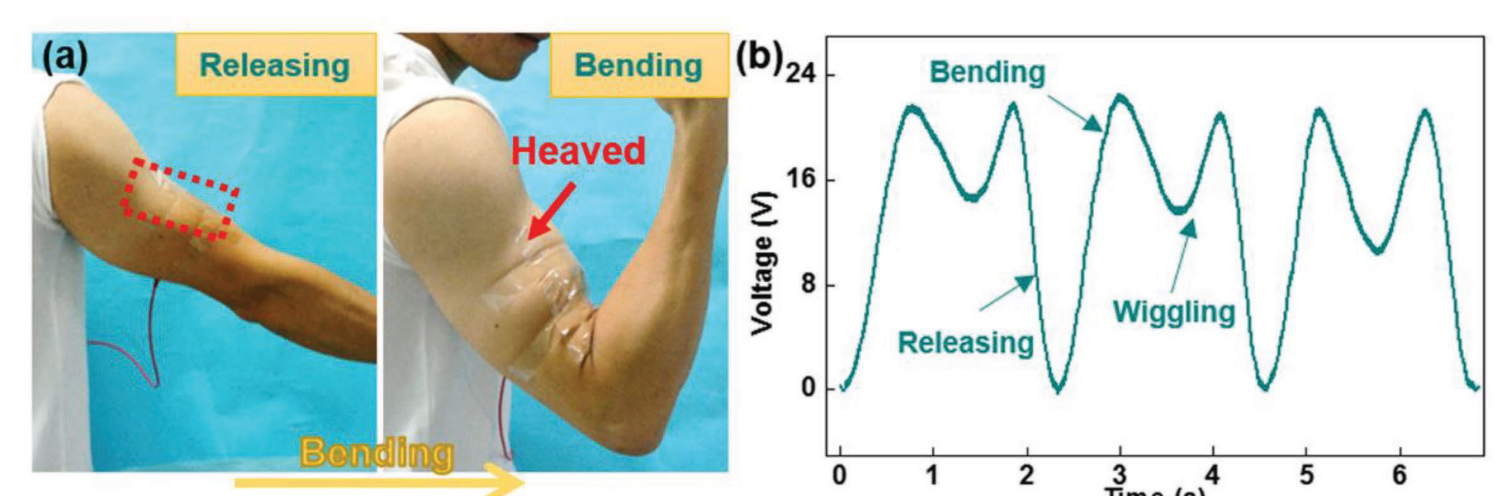 (a)
Releasing
Bending
Heaved
Bending
(b)
24
16
8
0
Voltage (V)
Bending
Releasing
Wiggling
0 1 2 3 4 5 6
Time (s)